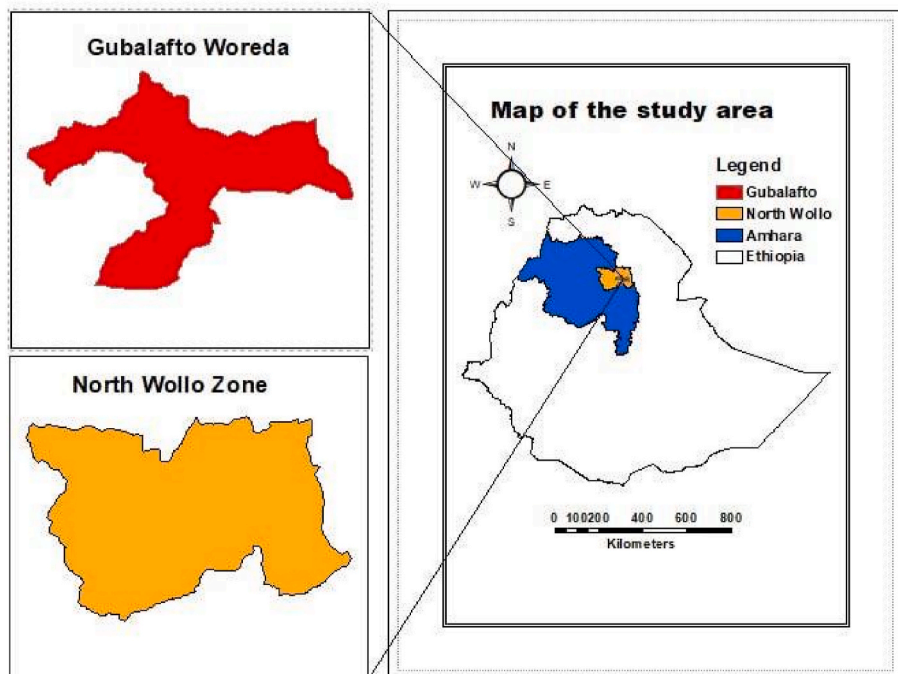 Gubalafto Woreda
North Wollo Zone
Map of the study area
N
W E
S
Legend
Gubalafto
North Wollo
Amhara
Ethiopia
0 100200 400 600 800
Kilometers